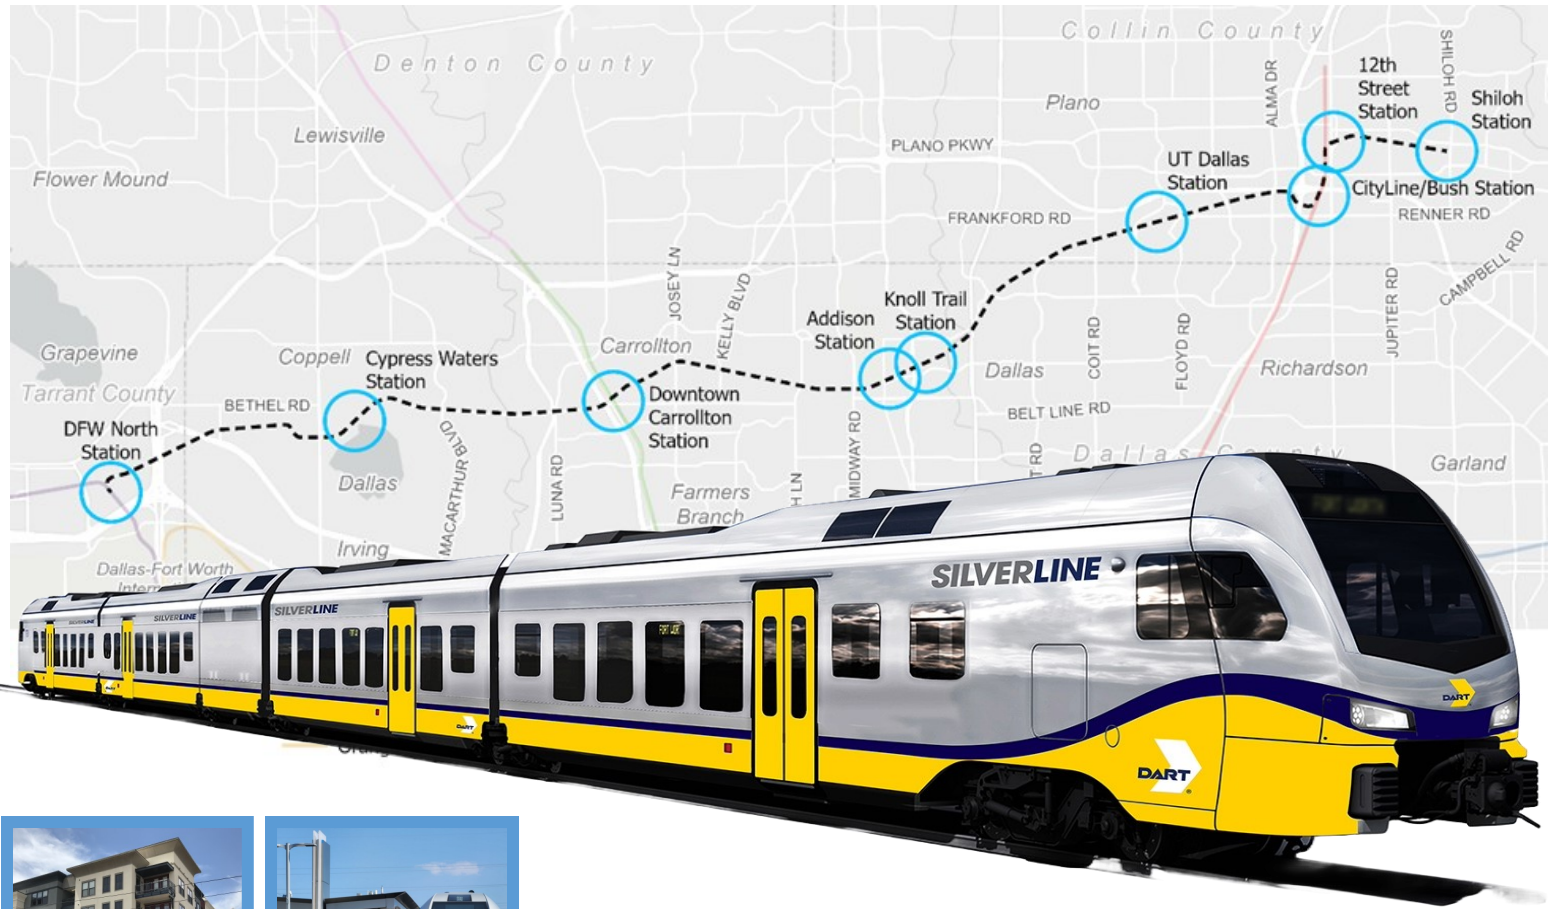 Collin County
Denton County
SHILOH RD
12th
Street
Station
ALMA DR
Shiloh
Station
Plano
Lewisville
PLANO PKWY
UT Dallas
Station
Flower Mound
CityLine/Bush Station
FRANKFORD RD
RENNER RD
CAMPBELL RD
JOSEY LN
KELLY BLVD
Knoll Trail
Station
Addison
Station
JUPITER RD
COIT RD
FLOYD RD
Grapevine
Coppell
Cypress Waters
Station
Carrollton
Dallas
Richardson
Tarrant County
BETHEL RD
Downtown
Carrollton
Station
BELT LINE RD
DFW North
Station
MACARTHUR BLVD
MIDWAY RD
Dallas County
Garland
LUNA RD
Dallas
Farmers
Branch
Irving
Dallas-Fort Worth
SILVERLINE
SILVERLINE
SILVERLINE
SILVERLINE
DART
DART
DART
DART